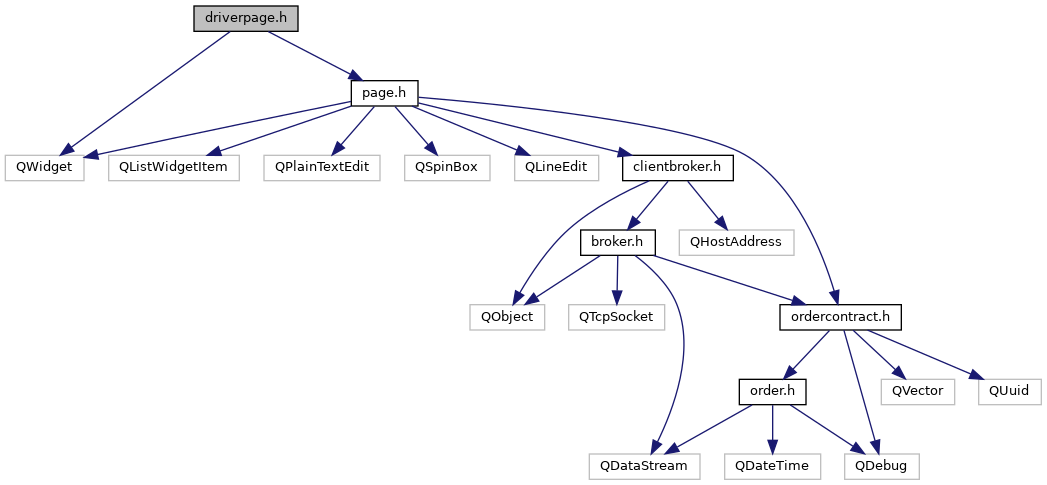 driverpage.h
page.h
QWidget
QListWidgetItem
QPlainTextEdit
QSpinBox
QLineEdit
clientbroker.h
broker.h
QHostAddress
QObject
QTcpSocket
ordercontract.h
order.h
QVector
QUuid
QDataStream
QDateTime
QDebug